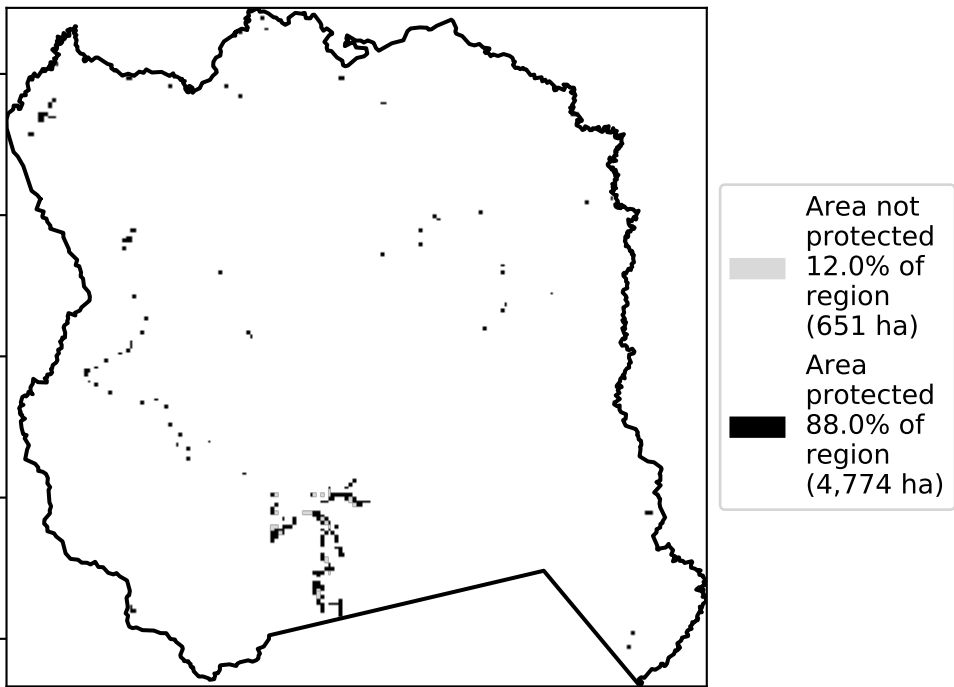 Area not
protected
12.0% of
region
(651 ha)
Area
protected
88.0% of
region
(4,774 ha)